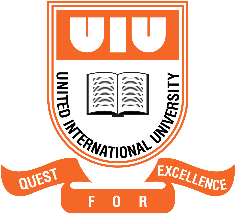 UIU
UNITED INTERNATIONAL UNIVERSITY
QUEST
FOR
EXCELLENCE